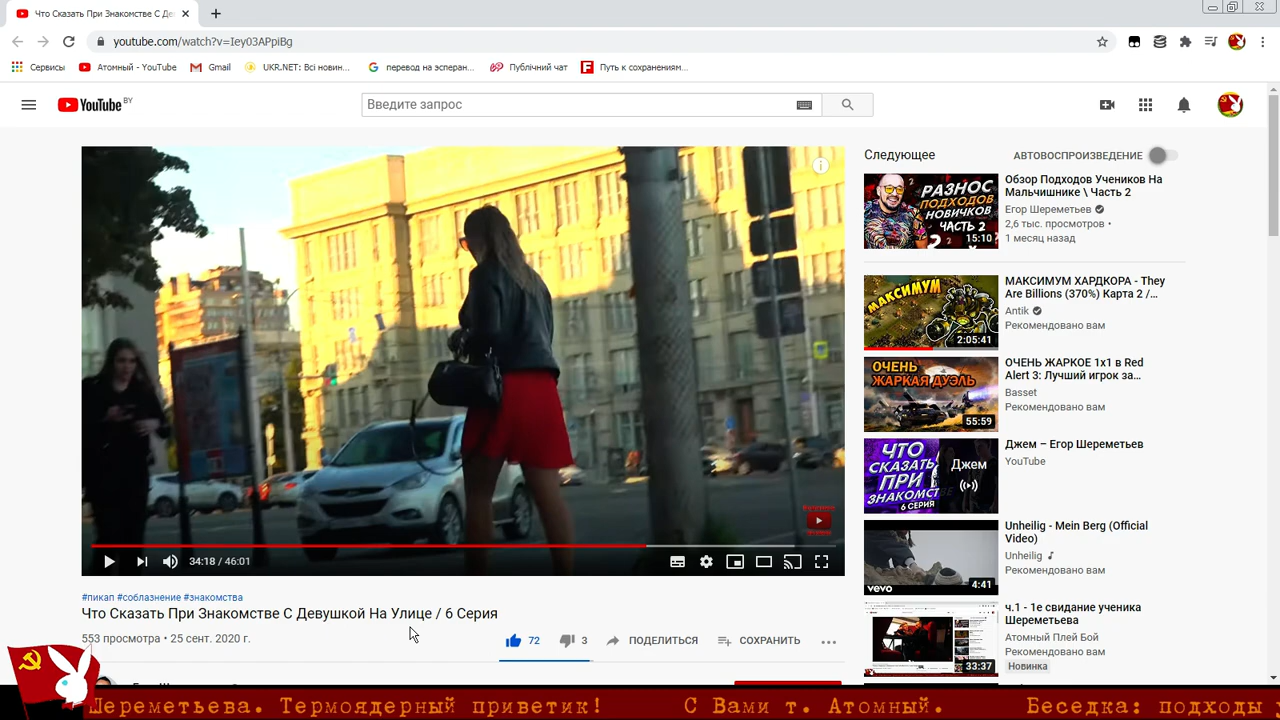 Что Сказать При Знакомстве С Де
youtube.com/watch?v=Iey03APpiBg
Сервисы
Атомный - YouTube
Gmail
UKR.NET: Всі новин...
перевод на эсперан...
Публічний чат
Путь к сохранениям...
YouTube BY
Введите запрос
#пикап #соблазнение #знакомства
Что Сказать При Знакомстве С Девушкой На Улице / 6 Серия
553 просмотра • 25 сент. 2020 г.
72
3
ПОДЕЛИТЬСЯ
СОХРАНИТЬ
34:18 / 46:01
Следующее
АВТОВОСПРОИЗВЕДЕНИЕ
РАЗНОС
ПОДХОДОВ
НОВИЧКОВ
ЧАСТЬ 2
15:10
Обзор Подходов Учеников На
Мальчишнике \ Часть 2
Егор Шереметьев
2,6 тыс. просмотров •
1 месяц назад
МАКСИМУМ
2:05:41
МАКСИМУМ ХАРДКОРА - They
Are Billions (370%) Карта 2 /...
Antik
Рекомендовано вам
ОЧЕНЬ
ЖАРКАЯ ДУЭЛЬ
55:59
ОЧЕНЬ ЖАРКОЕ 1x1 в Red
Alert 3: Лучший игрок за...
Basset
Рекомендовано вам
ЧТО
СКАЗАТЬ
ПРИ
ЗНАКОМСТ
6 СЕРИЯ
Джем
Джем – Егор Шереметьев
YouTube
vevo
4:41
Unheilig - Mein Berg (Official
Video)
Unheilig
Рекомендовано вам
33:37
ч.1 - 1е свидание ученика
Шереметьева
Атомный Плей Бой
Рекомендовано вам
Новинка
Шереметьева. Термоядерный приветик! С Вами т. Атомный. Беседка: подходы у